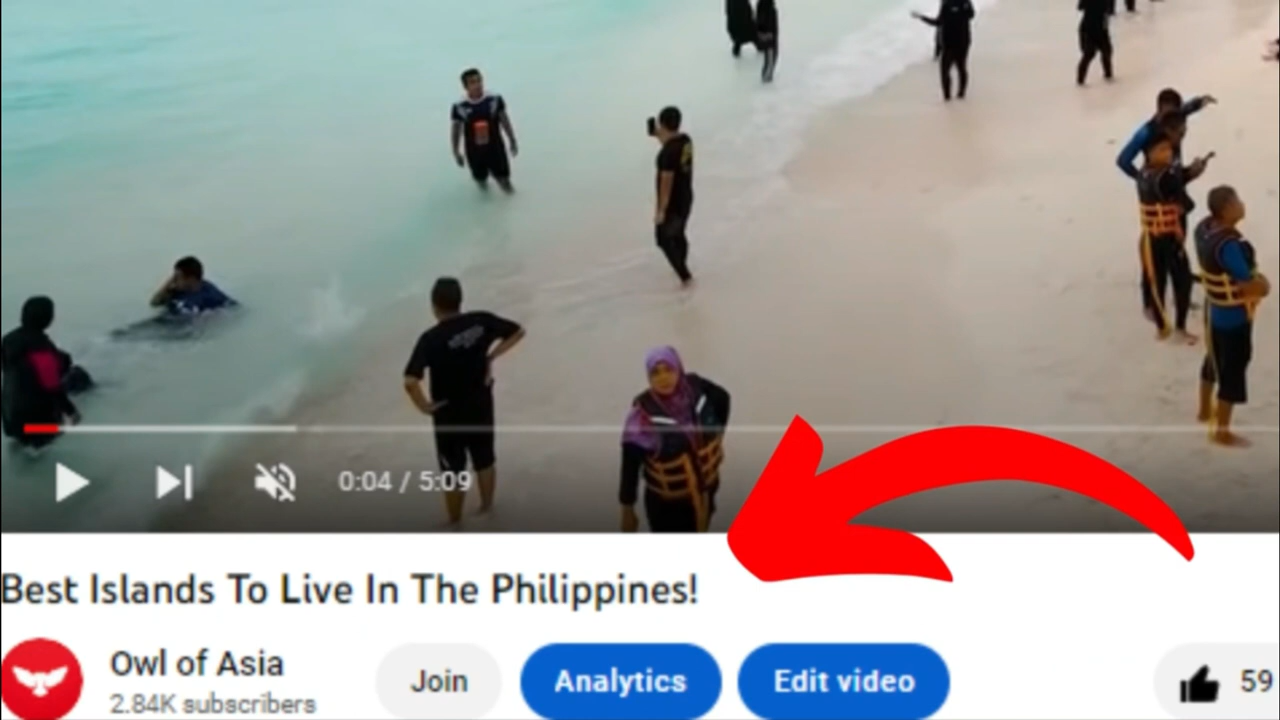 0:04 / 5:09
Best Islands To Live In The Philippines!
Owl of Asia
2.84K subscribers
Join
Analytics
Edit video
59